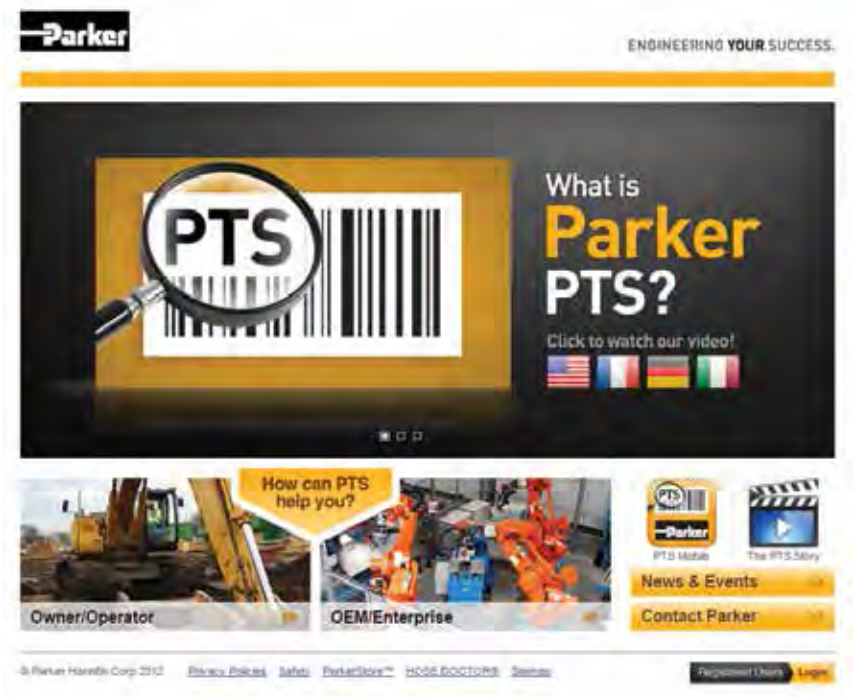 Parker
ENGINEERING YOUR SUCCESS.
PTS
What is
Parker
PTS?
Click to watch our video!
How can PTS
help you?
Owner/Operator
OEM/Enterprise
PTS
Parker
PTS Mobile
The PTS Story
News & Events
Contact Parker
© Parker Hannifin Corp 2012 Privacy Policies Safety ParkerStore™ HOSE DOCTOR® Sitemap
Registered Users Login